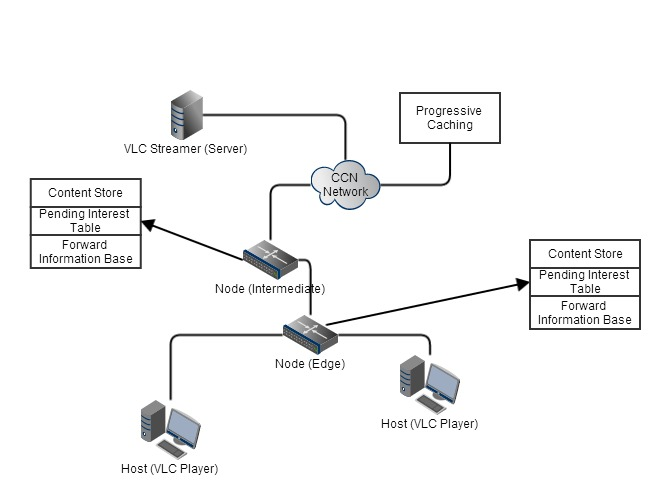 Progressive
Caching
VLC Streamer (Server)
CCN
Network
Content Store
Pending Interest
Table
Forward
Information Base
Node (Intermediate)
Content Store
Pending Interest
Table
Forward
Information Base
Node (Edge)
Host (VLC Player)
Host (VLC Player)